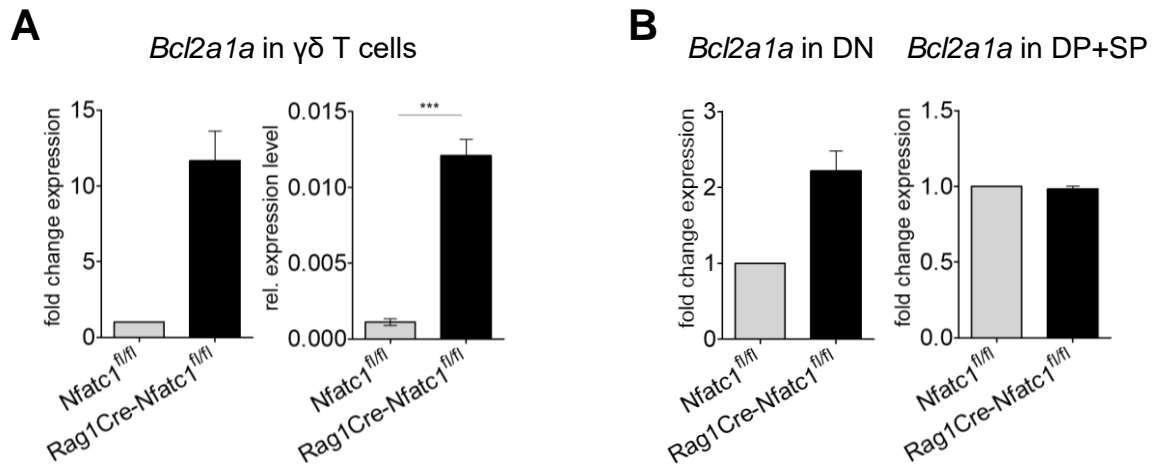 A
B
Bcl2a1a in γδ T cells
Bcl2a1a in DN
Bcl2a1a in DP+SP
fold change expression
15
10
5
0
Nfatc1fl/fl
Rag1Cre-Nfatc1fl/fl
rel. expression level
0.015
0.010
0.005
0.000
***
Nfatc1fl/fl
Rag1Cre-Nfatc1fl/fl
fold change expression
3
2
1
0
Nfatc1fl/fl
Rag1Cre-Nfatc1fl/fl
fold change expression
1.5
1.0
0.5
0.0
Nfatc1fl/fl
Rag1Cre-Nfatc1fl/fl